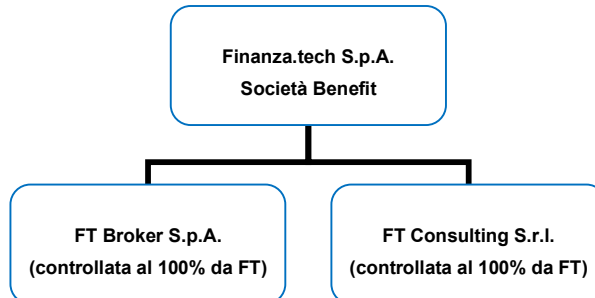 Finanza.tech S.p.A.
Società Benefit
FT Broker S.p.A.
(controllata al 100% da FT)
FT Consulting S.r.l.
(controllata al 100% da FT)